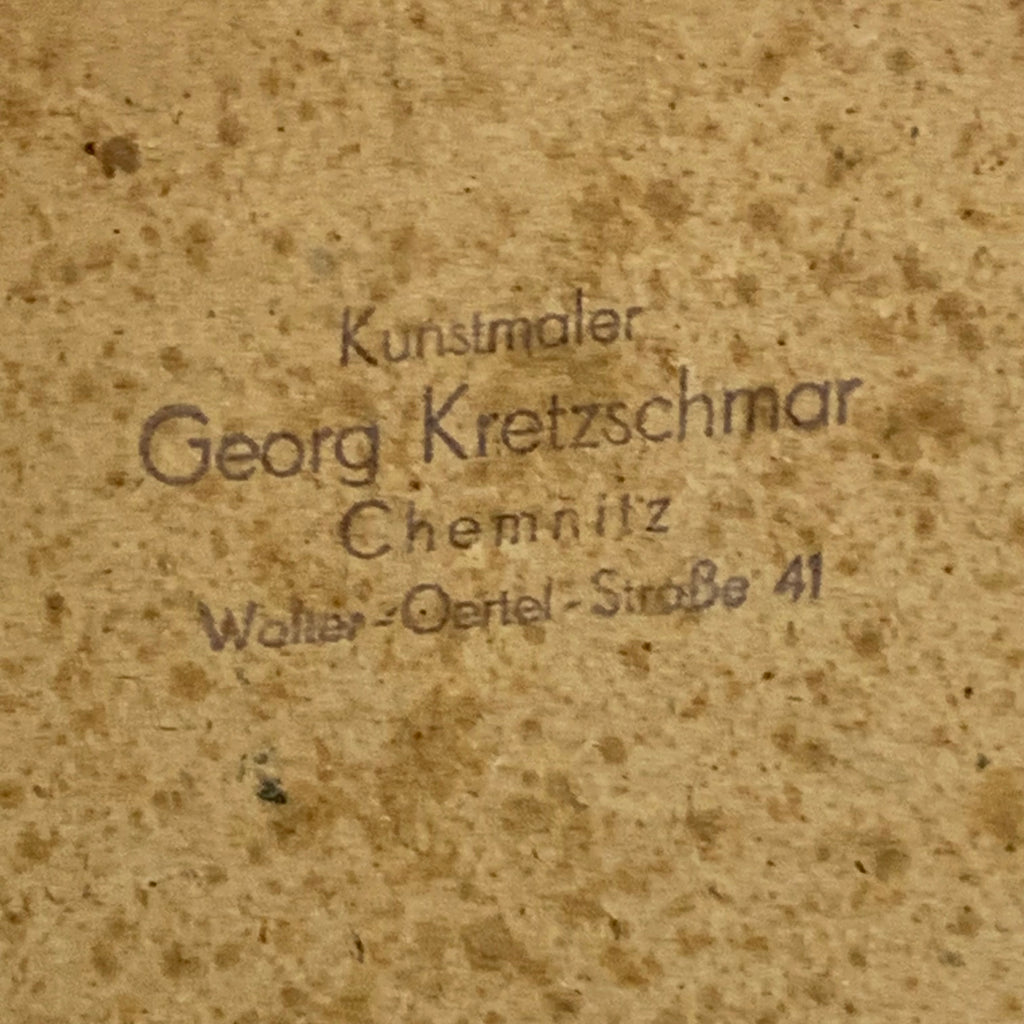 Kunstmaler
Georg Kretzschmar
Chemnitz
Walter-Oertel-Straße 41